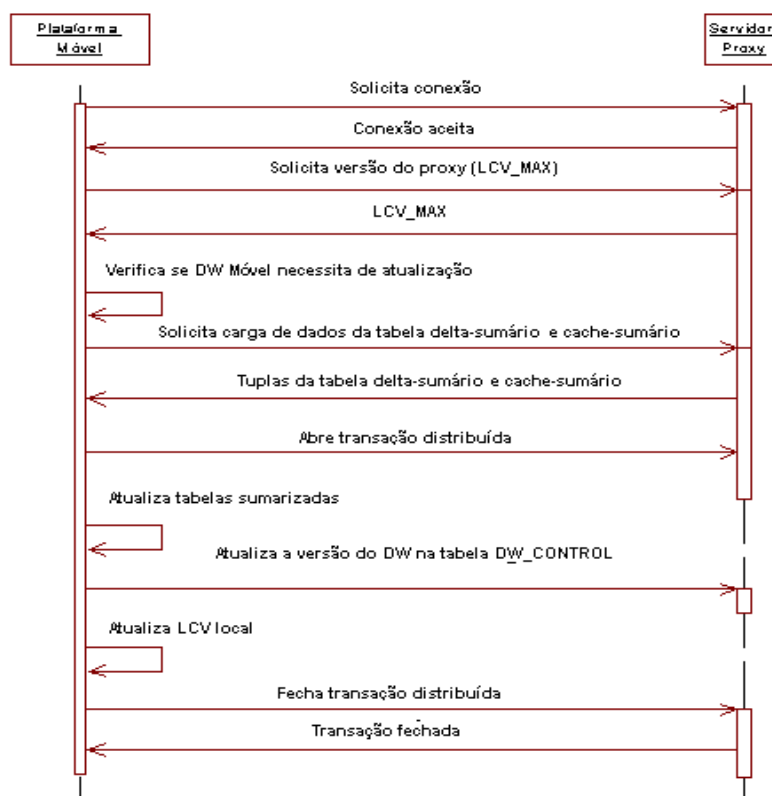 Plataforma
Móvel
Servidor
Proxy
Solicita conexão
Conexão aceita
Solicita versão do proxy (LCV_MAX)
LCV_MAX
Verifica se DW Móvel necessita de atualização
Solicita carga de dados da tabela delta-sumário e cache-sumário
Tuplas da tabela delta-sumário e cache-sumário
Abre transação distribuída
Atualiza tabelas sumarizadas
Atualiza a versão do DW na tabela DW_CONTROL
Atualiza LCV local
Fecha transação distribuída
Transação fechada